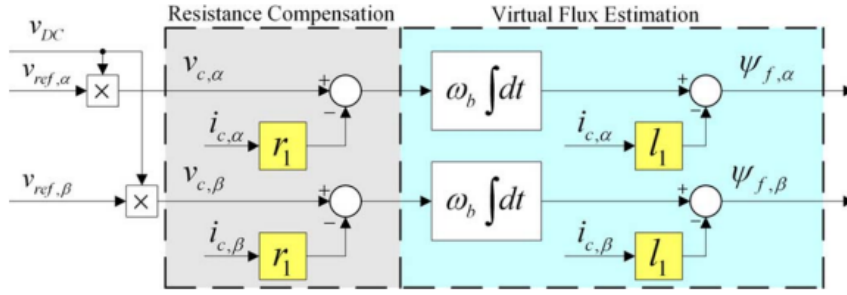 Resistance Compensation Virtual Flux Estimation
v_DC
v_ref,α × v_c,α + − ω_b ∫dt + − ψ_f,α
i_c,α r_1 i_c,α l_1
v_ref,β × v_c,β + − ω_b ∫dt + − ψ_f,β
i_c,β r_1 i_c,β l_1